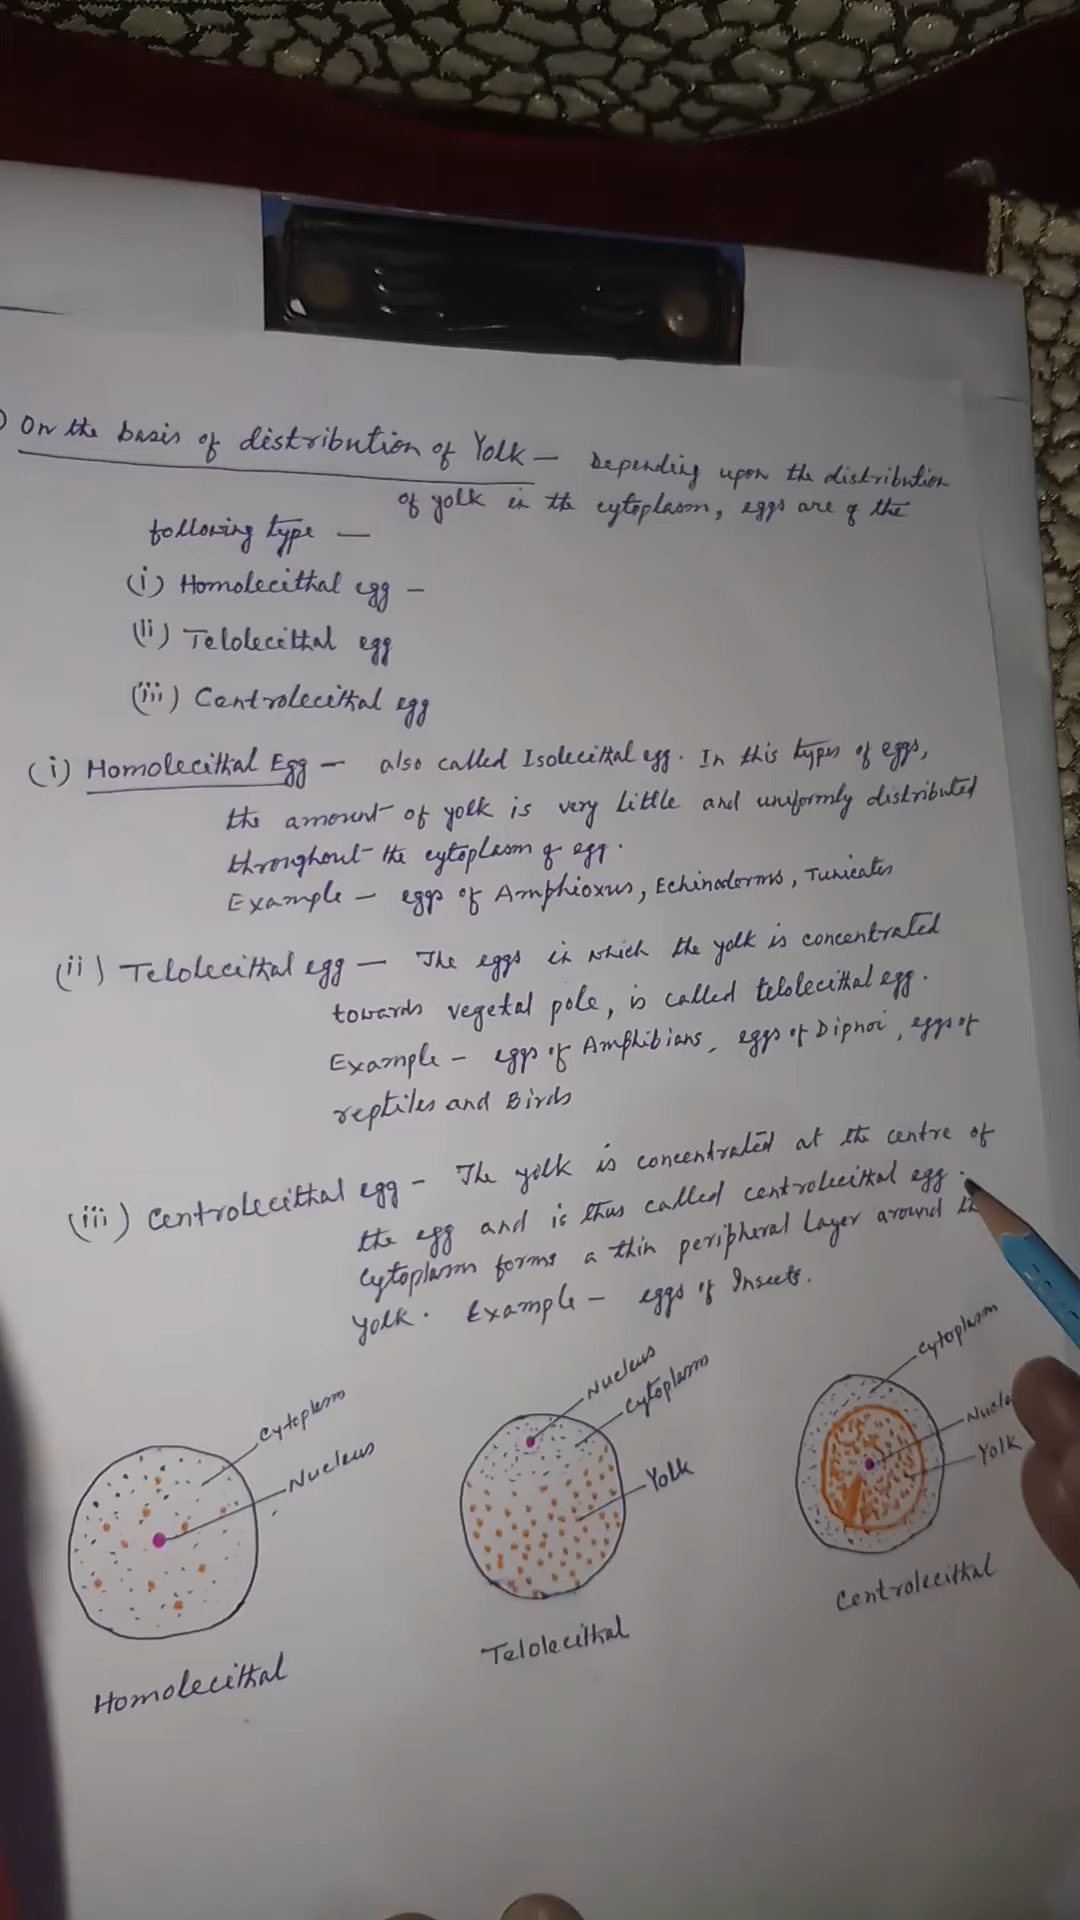 ) On the basis of distribution of Yolk — Depending upon the distribution
of yolk in the cytoplasm, eggs are of the
following type —
(i) Homolecithal egg —
(ii) Telolecithal egg
(iii) Centrolecithal egg
(i) Homolecithal Egg — also called Isolecithal egg. In this types of eggs,
the amount of yolk is very little and uniformly distributed
throughout the cytoplasm of egg.
Example — eggs of Amphioxus, Echinoderms, Tunicates
(ii) Telolecithal egg — The eggs in which the yolk is concentrated
towards vegetal pole, is called telolecithal egg.
Example — eggs of Amphibians, eggs of Dipnoi, eggs of
reptiles and Birds
(iii) Centrolecithal egg — The yolk is concentrated at the centre of
the egg and is thus called centrolecithal egg.
Cytoplasm forms a thin peripheral Layer around
yolk. Example — eggs of Insects.
Cytoplasm
Nucleus
Homolecithal
Nucleus
Cytoplasm
Yolk
Telolecithal
Cytoplasm
Yolk
Centrolecithal